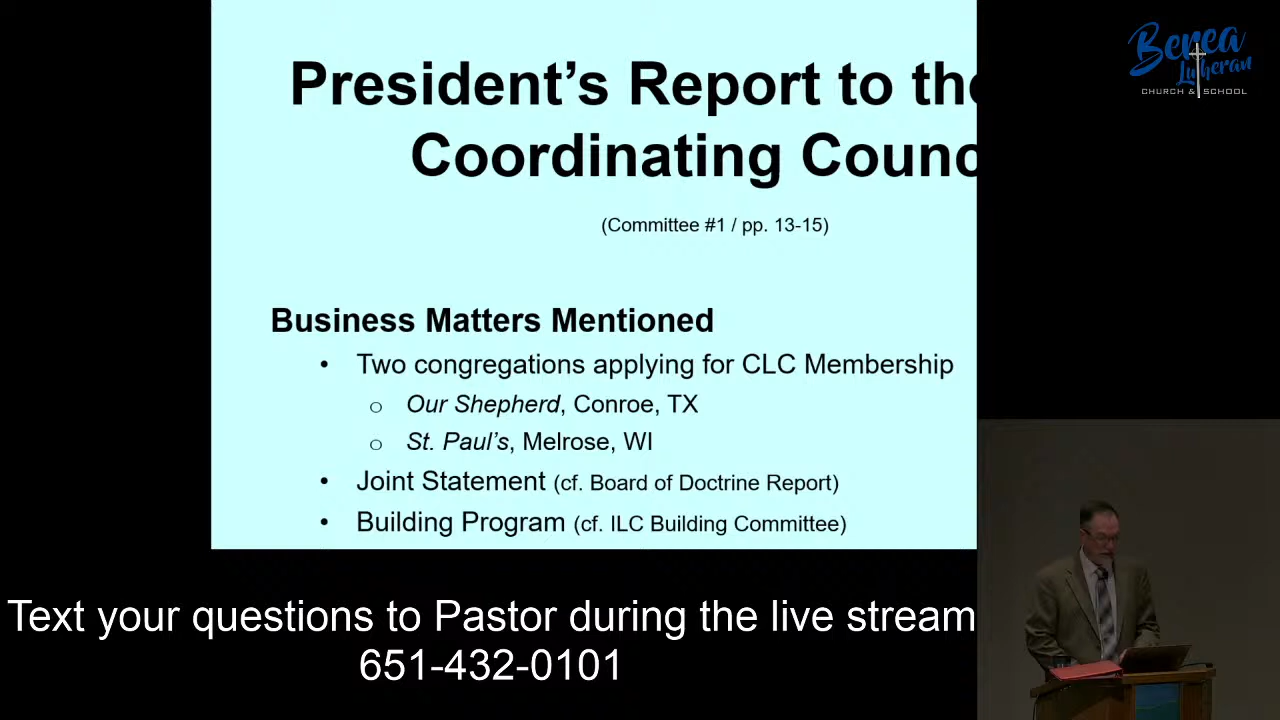 President's Report to the
Coordinating Counc
(Committee #1 / pp. 13-15)
Business Matters Mentioned
• Two congregations applying for CLC Membership
o Our Shepherd, Conroe, TX
o St. Paul's, Melrose, WI
• Joint Statement (cf. Board of Doctrine Report)
• Building Program (cf. ILC Building Committee)
Text your questions to Pastor during the live stream
651-432-0101
Berea
Lutheran
CHURCH & SCHOOL